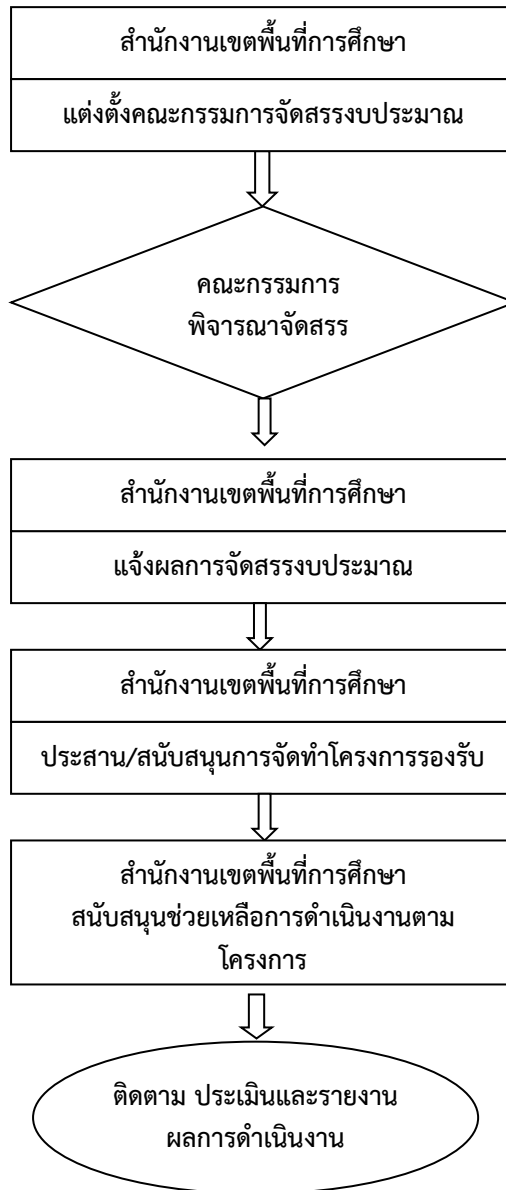 สำนักงานเขตพื้นที่การศึกษา
แต่งตั้งคณะกรรมการจัดสรรงบประมาณ
คณะกรรมการ
พิจารณาจัดสรร
สำนักงานเขตพื้นที่การศึกษา
แจ้งผลการจัดสรรงบประมาณ
สำนักงานเขตพื้นที่การศึกษา
ประสาน/สนับสนุนการจัดทำโครงการรองรับ
สำนักงานเขตพื้นที่การศึกษา
สนับสนุนช่วยเหลือการดำเนินงานตาม
โครงการ
ติดตาม ประเมินและรายงาน
ผลการดำเนินงาน